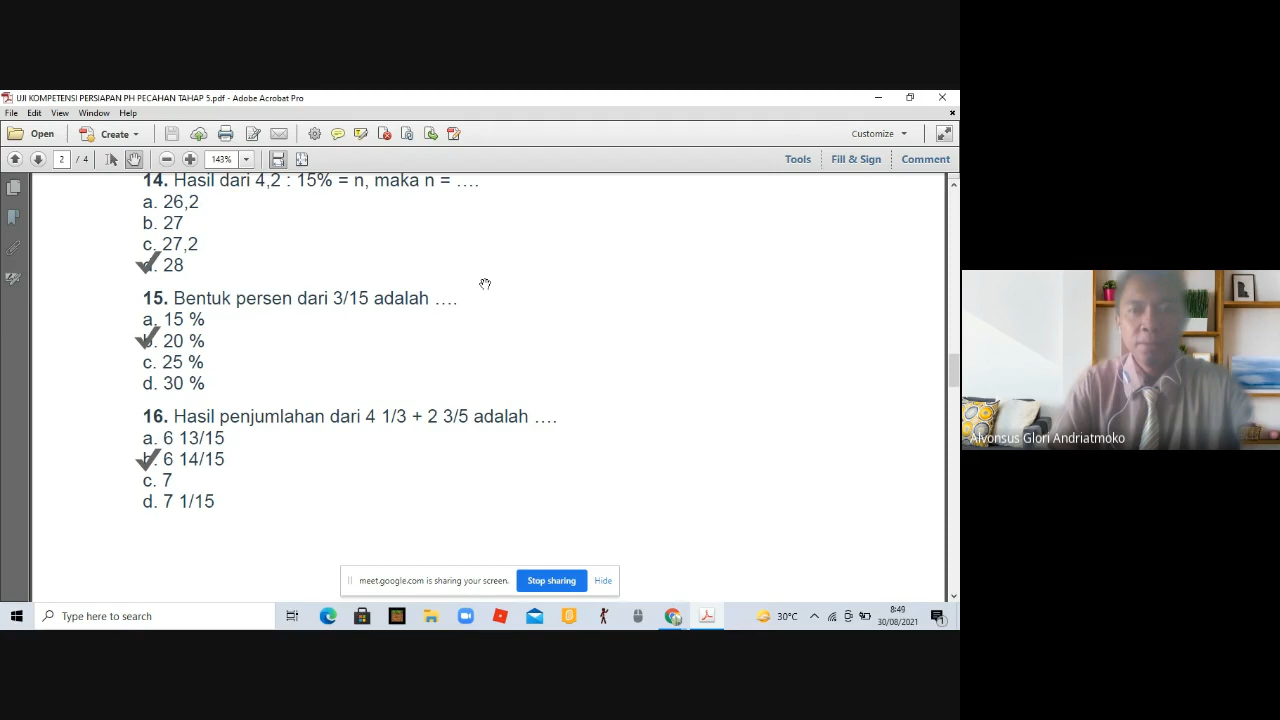 UJI KOMPETENSI PERSIAPAN PH PECAHAN TAHAP 5.pdf - Adobe Acrobat Pro
File Edit View Window Help
Open Create Customize
2 / 4 143% Tools Fill & Sign Comment
14. Hasil dari 4,2 : 15% = n, maka n = ....
a. 26,2
b. 27
c. 27,2
d. 28
15. Bentuk persen dari 3/15 adalah ....
a. 15 %
b. 20 %
c. 25 %
d. 30 %
16. Hasil penjumlahan dari 4 1/3 + 2 3/5 adalah ....
a. 6 13/15
b. 6 14/15
c. 7
d. 7 1/15
Alvonsus Glori Andriatmoko
meet.google.com is sharing your screen. Stop sharing Hide
Type here to search 30°C 8:49
30/08/2021
1